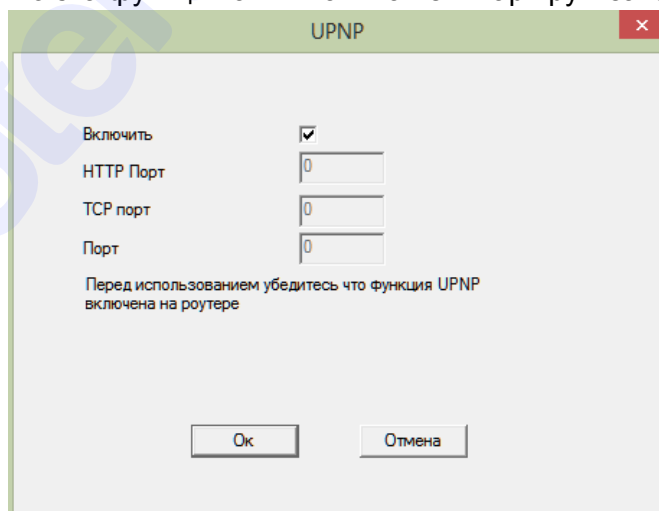 UPNP
Включить
HTTP Порт
0
TCP порт
0
Порт
0
Перед использованием убедитесь что функция UPNP
включена на роутере
Ок
Отмена